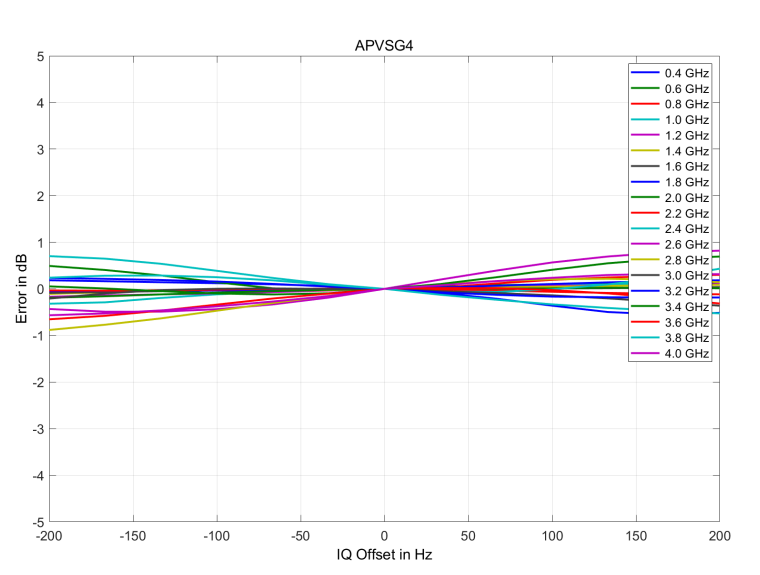 APVSG4
5
4
3
2
1
0
-1
-2
-3
-4
-5
Error in dB
-200
-150
-100
-50
0
50
100
150
200
IQ Offset in Hz
0.4 GHz
0.6 GHz
0.8 GHz
1.0 GHz
1.2 GHz
1.4 GHz
1.6 GHz
1.8 GHz
2.0 GHz
2.2 GHz
2.4 GHz
2.6 GHz
2.8 GHz
3.0 GHz
3.2 GHz
3.4 GHz
3.6 GHz
3.8 GHz
4.0 GHz